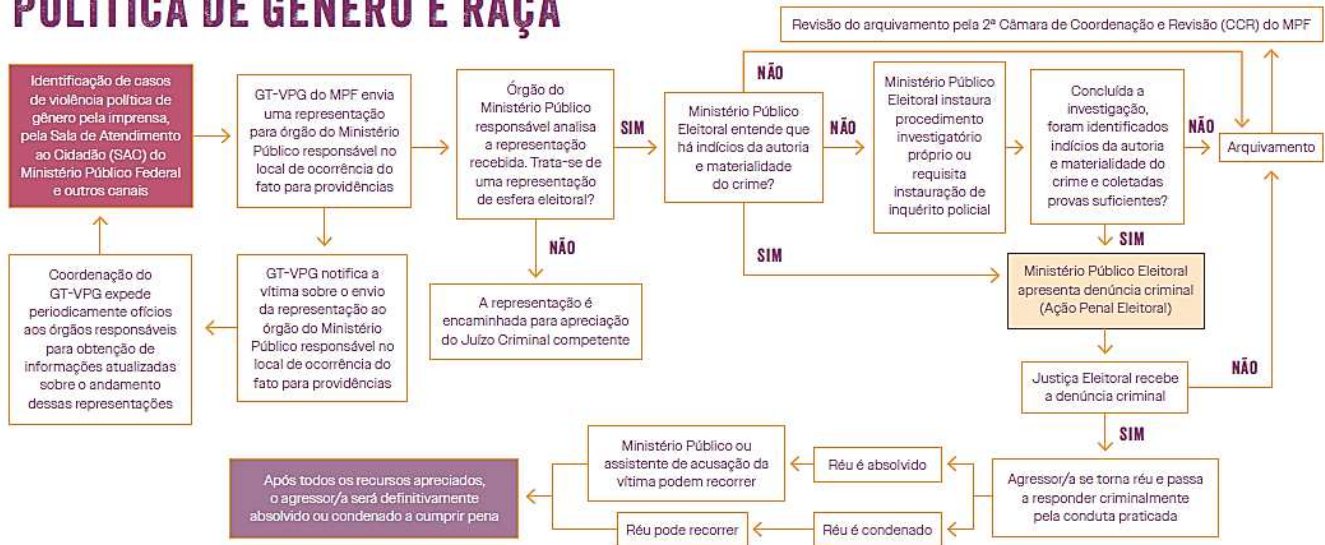 POLÍTICA DE GÊNERO E RAÇA
Revisão do arquivamento pela 2ª Câmara de Coordenação e Revisão (CCR) do MPF
Identificação de casos
de violência política de
gênero pela imprensa,
pela Sala de Atendimento
ao Cidadão (SAC) do
Ministério Público Federal
e outros canais
GT-VPG do MPF envia
uma representação
para órgão do Ministério
Público responsável no
local de ocorrência do
fato para providências
Órgão do
Ministério Público
responsável analisa
a representação
recebida. Trata-se de
uma representação
de esfera eleitoral?
SIM
Ministério Público
Eleitoral entende que
há indícios da autoria
e materialidade
do crime?
NÃO
NÃO
Ministério Público
Eleitoral instaura
procedimento
investigatório
próprio ou
requisita
instauração de
inquérito policial
Concluída a
investigação,
foram identificados
indícios da autoria
e materialidade do
crime e coletadas
provas suficientes?
NÃO
Arquivamento
NÃO
SIM
SIM
Coordenação do
GT-VPG expede
periodicamente ofícios
aos órgãos responsáveis
para obtenção de
informações atualizadas
sobre o andamento
dessas representações
GT-VPG notifica a
vítima sobre o envio
da representação ao
órgão do Ministério
Público responsável no
local de ocorrência do
fato para providências
A representação é
encaminhada para apreciação
do Juízo Criminal competente
Ministério Público Eleitoral
apresenta denúncia criminal
(Ação Penal Eleitoral)
Justiça Eleitoral recebe
a denúncia criminal
NÃO
SIM
Agressor/a se torna réu e passa
a responder criminalmente
pela conduta praticada
Réu é absolvido
Ministério Público ou
assistente de acusação da
vítima podem recorrer
Réu é condenado
Réu pode recorrer
Após todos os recursos apreciados,
o agressor/a será definitivamente
absolvido ou condenado a cumprir pena